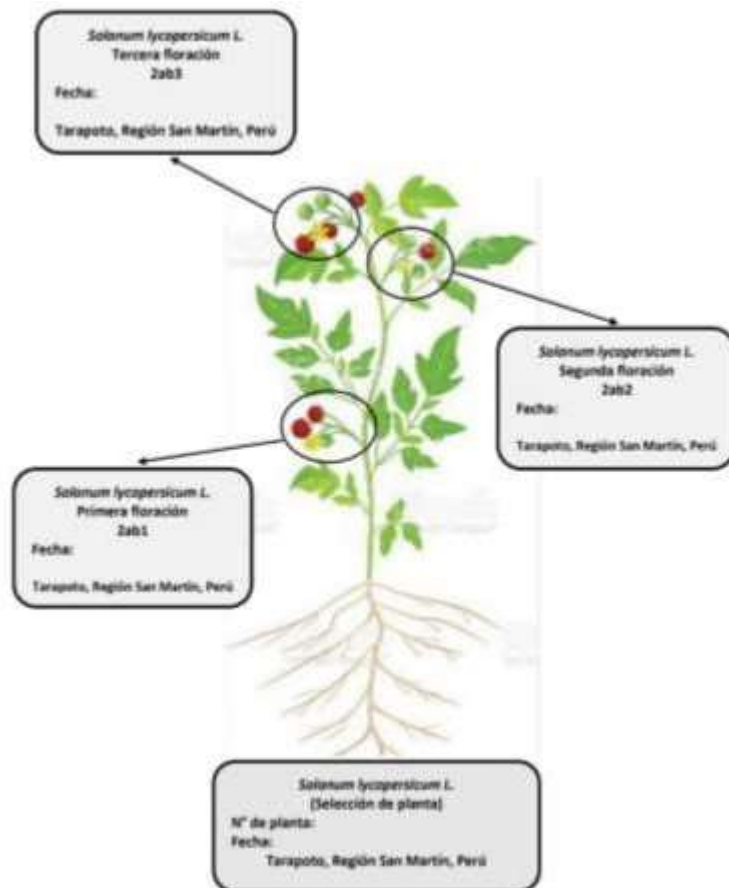 Solanum lycopersicum L.
Tercera floración
2ab3
Fecha:
Tarapoto, Región San Martín, Perú
Solanum lycopersicum L.
Segunda floración
2ab2
Fecha:
Tarapoto, Región San Martín, Perú
Solanum lycopersicum L.
Primera floración
2ab1
Fecha:
Tarapoto, Región San Martín, Perú
Solanum lycopersicum L.
(Selección de planta)
N° de planta:
Fecha:
Tarapoto, Región San Martín, Perú